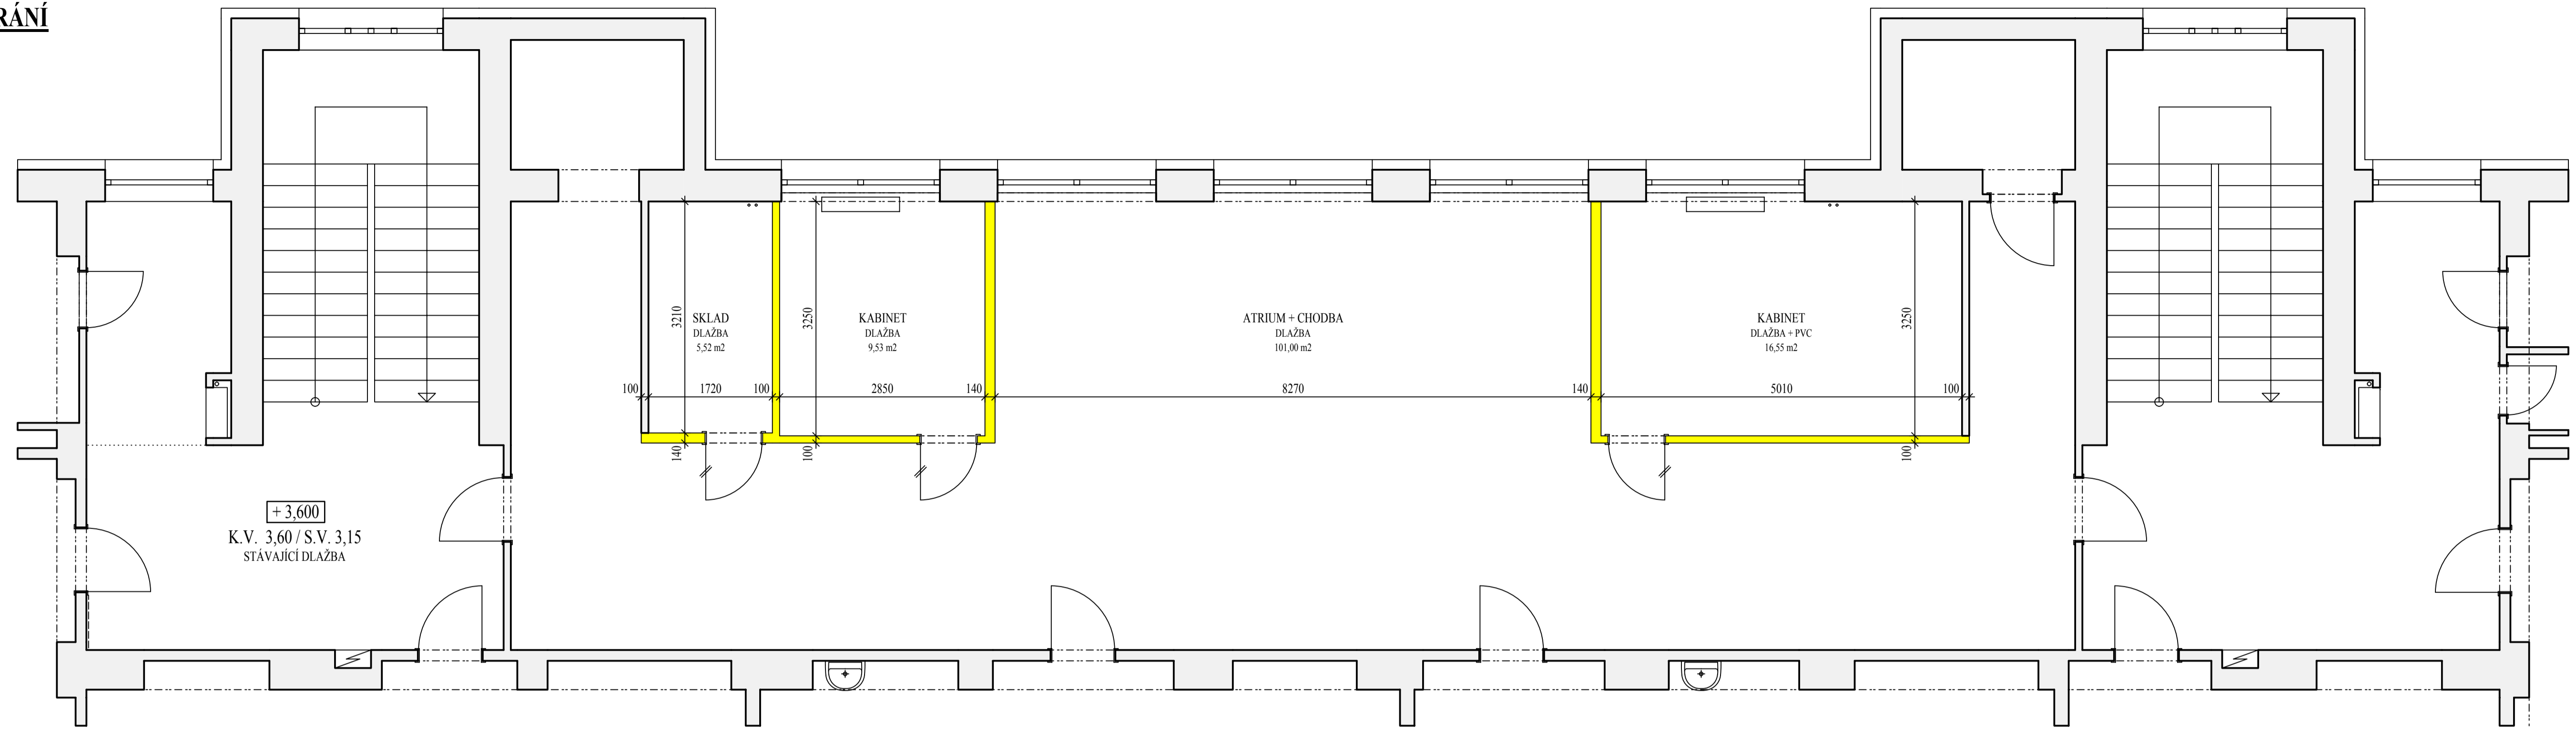 RÁNÍ
SKLAD
DLAŽBA
5,52 m2
KABINET
DLAŽBA
9,53 m2
ATRIUM + CHODBA
DLAŽBA
101,00 m2
KABINET
DLAŽBA + PVC
16,55 m2
3210
3250
3250
100
1720
100
2850
140
8270
140
5010
100
140
100
100
+ 3,600
K.V. 3,60 / S.V. 3,15
STÁVAJÍCÍ DLAŽBA